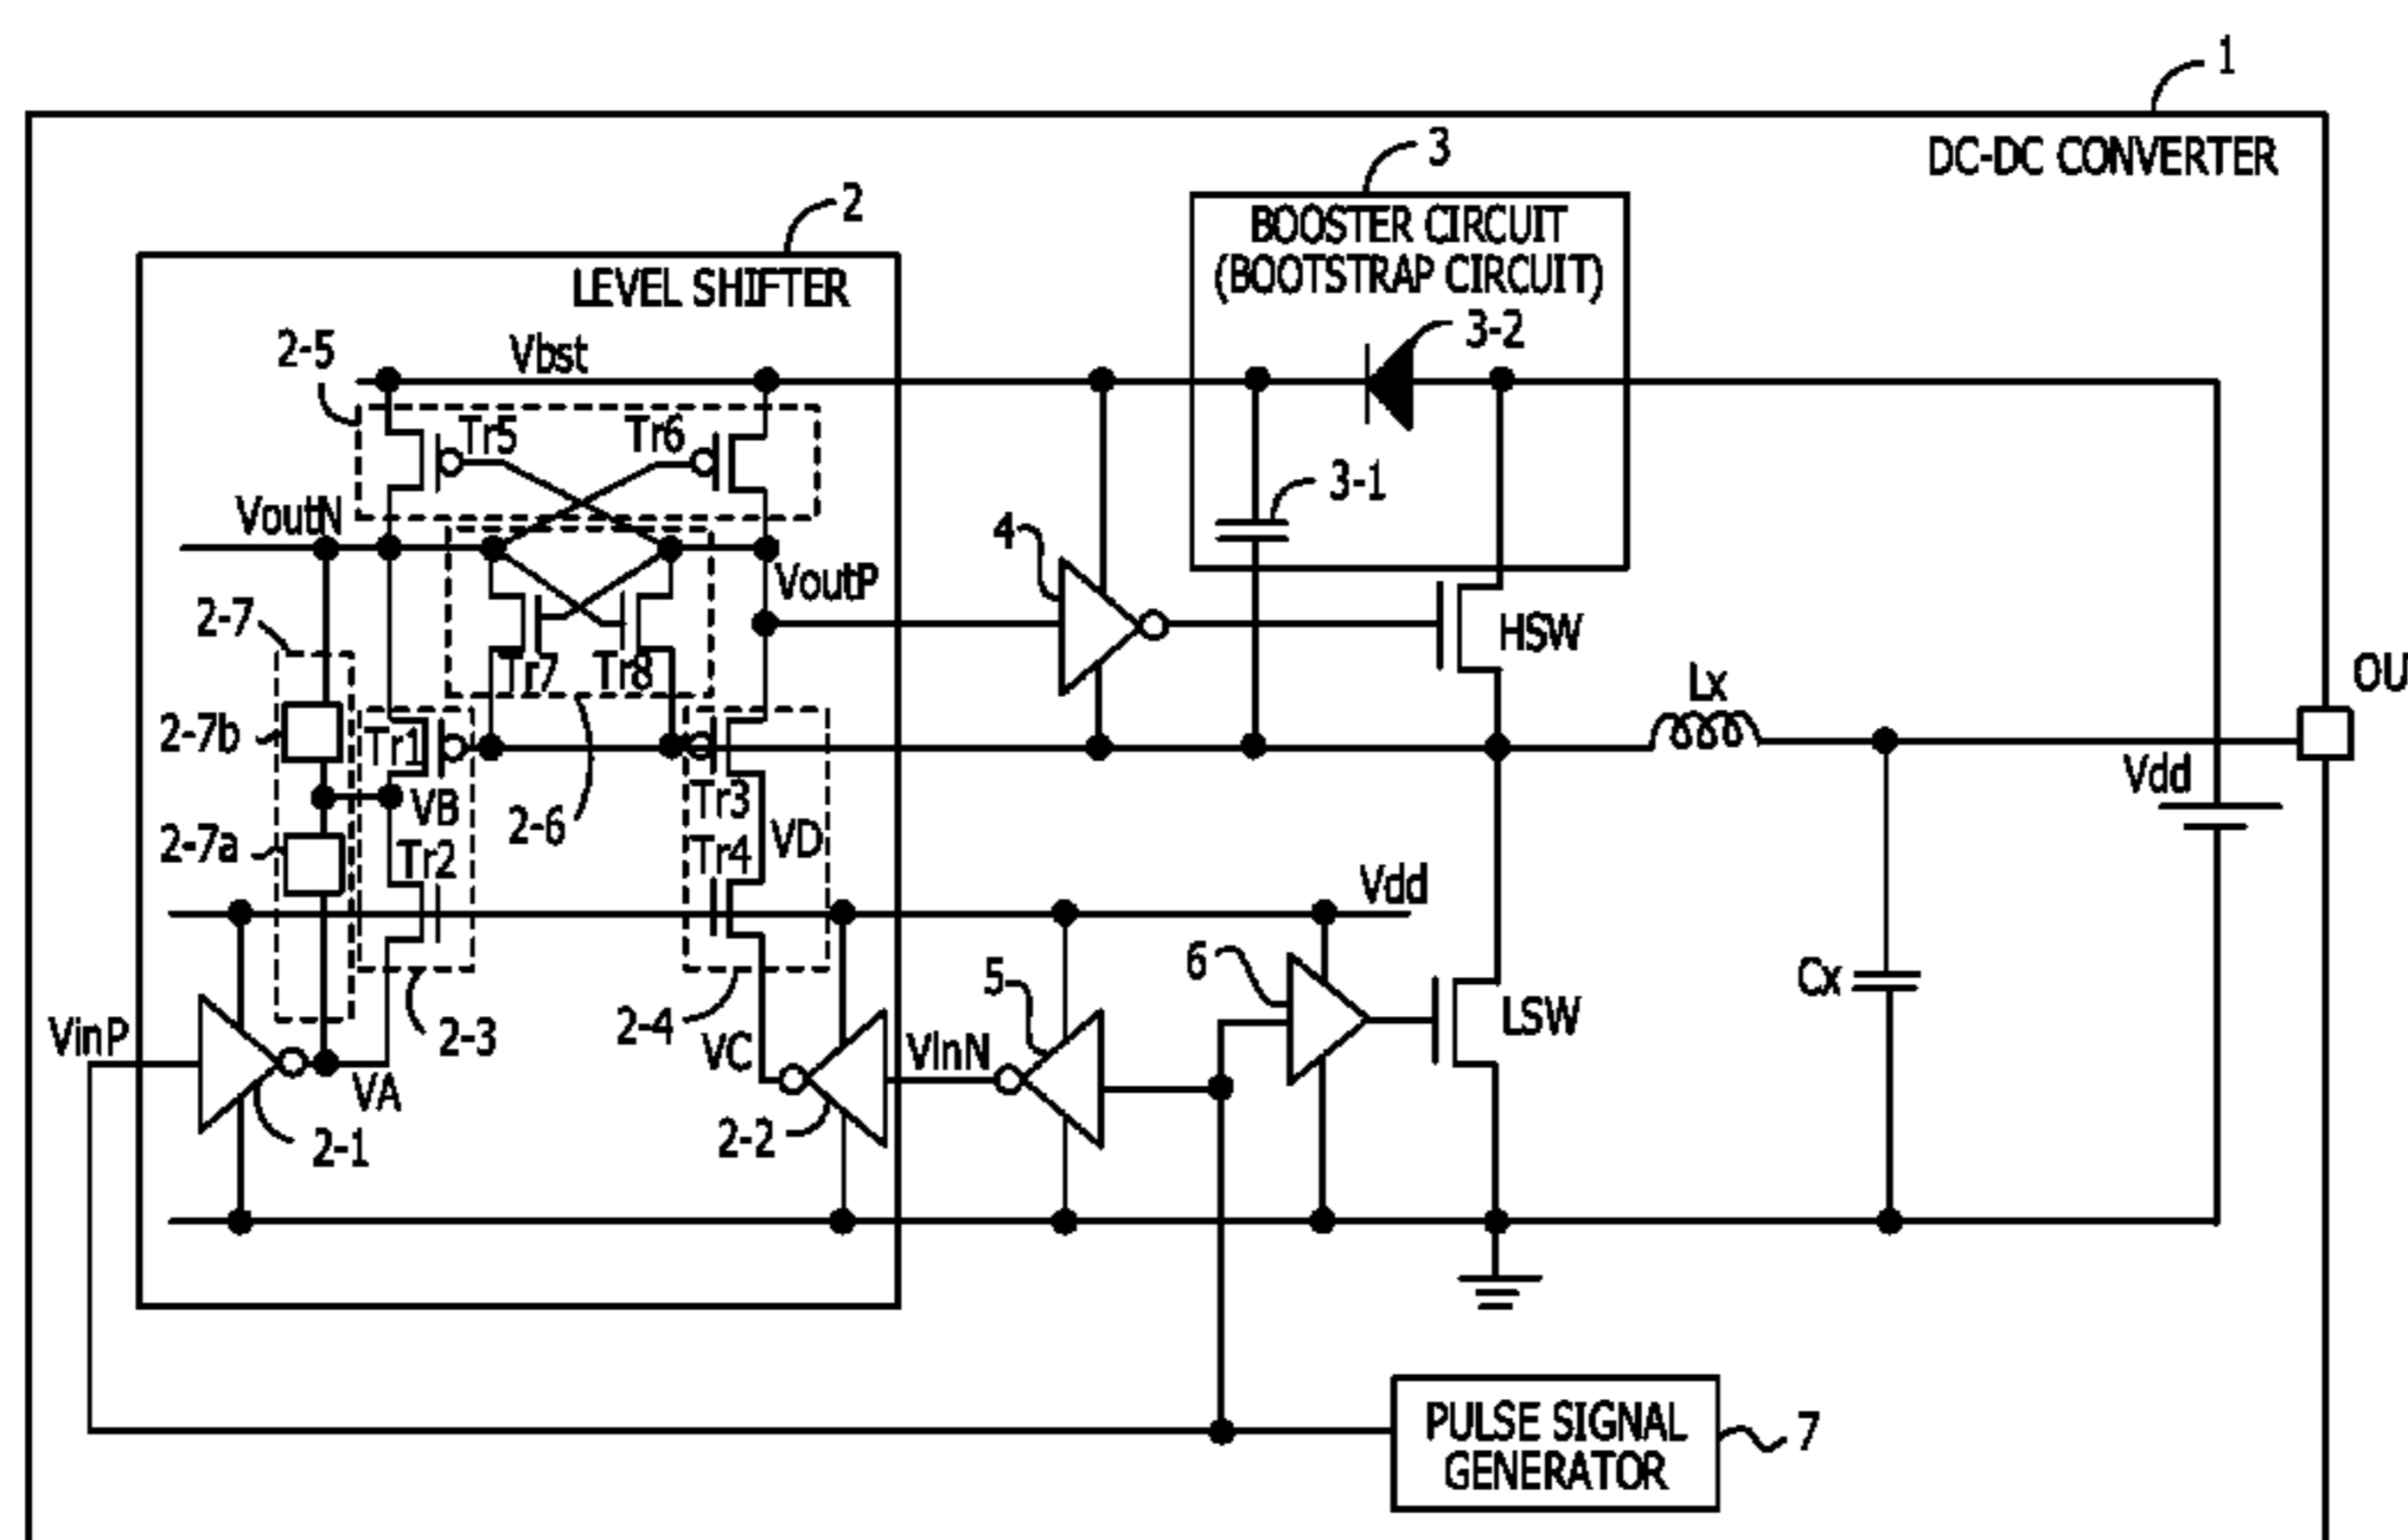 1
DC-DC CONVERTER
3
BOOSTER CIRCUIT
(BOOTSTRAP CIRCUIT)
2
LEVEL SHIFTER
3-2
2-5
Vbst
Tr5
Tr6
3-1
VoutN
4
VoutP
2-7
HSW
Tr7
Tr8
Lx
OU
2-7b
Tr1
Vdd
VB
Tr3
2-6
VD
2-7a
Tr2
Tr4
Vdd
6
5
Cx
LSW
VinP
2-3
2-4
VC
VinN
VA
2-1
2-2
PULSE SIGNAL
GENERATOR
7